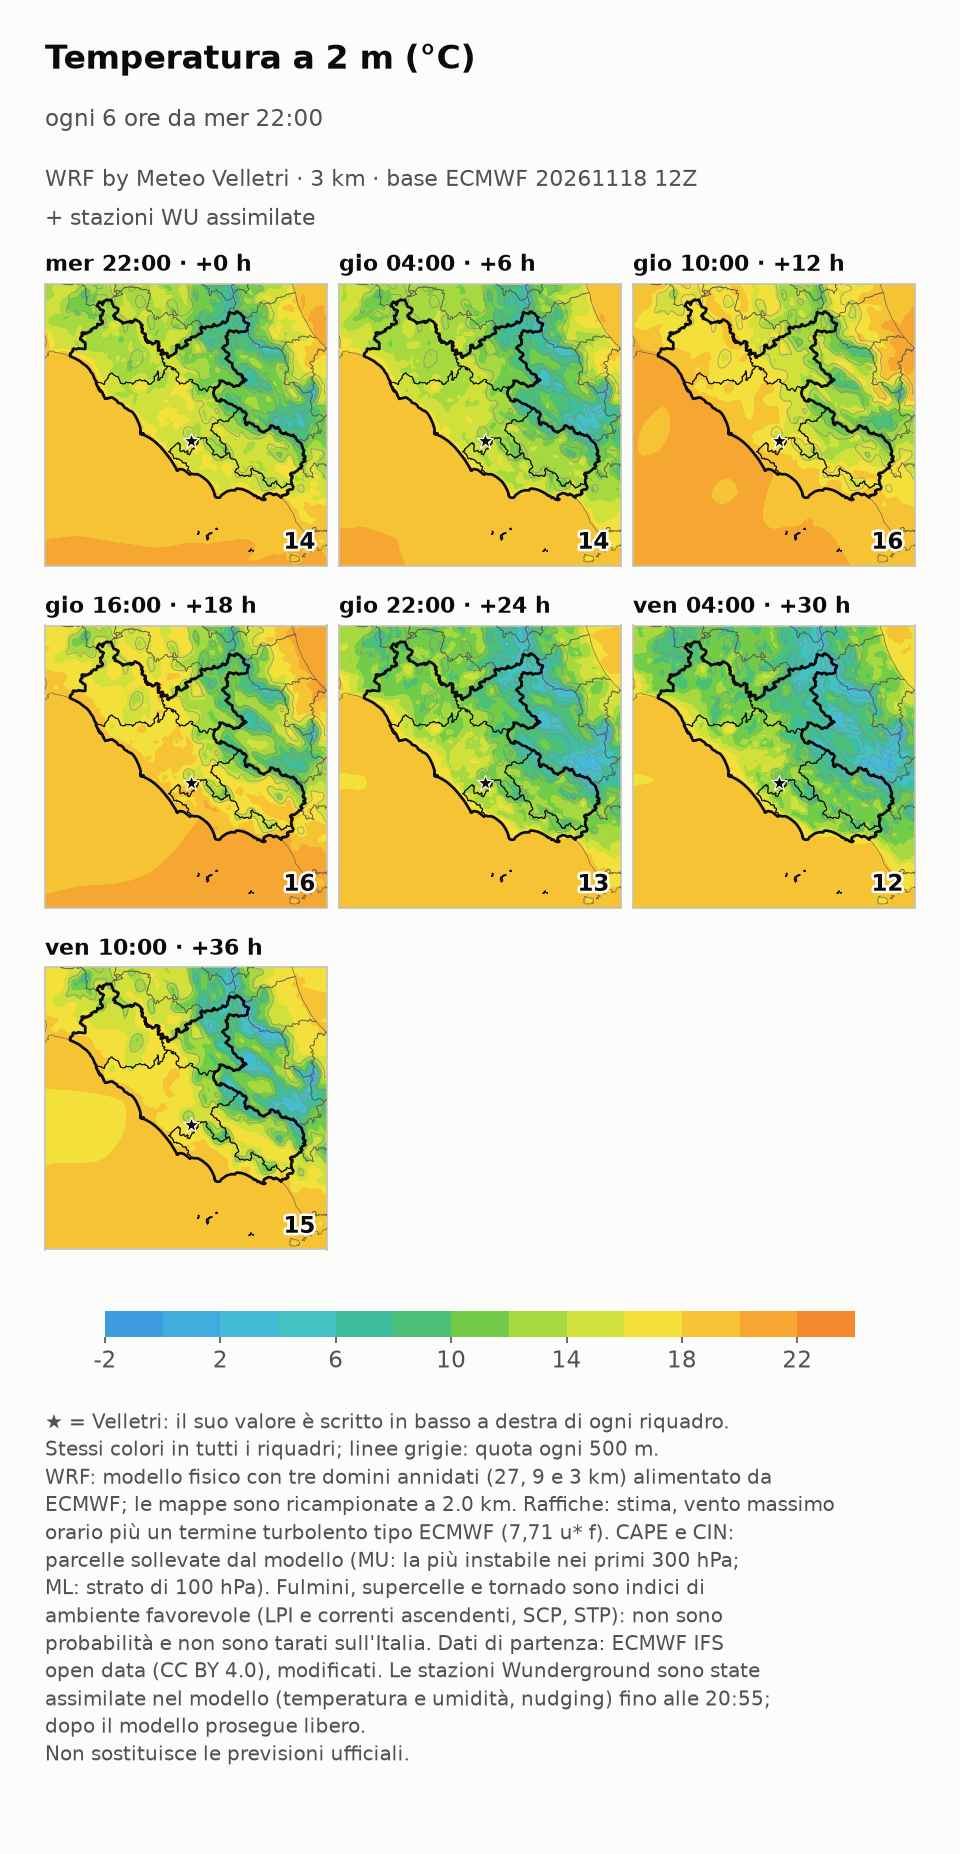 Temperatura a 2 m (°C)
ogni 6 ore da mer 22:00
WRF by Meteo Velletri · 3 km · base ECMWF 20261118 12Z
+ stazioni WU assimilate
mer 22:00 · +0 h
gio 04:00 · +6 h
gio 10:00 · +12 h
14
14
16
gio 16:00 · +18 h
gio 22:00 · +24 h
ven 04:00 · +30 h
16
13
12
ven 10:00 · +36 h
15
-2 2 6 10 14 18 22
★ = Velletri: il suo valore è scritto in basso a destra di ogni riquadro.
Stessi colori in tutti i riquadri; linee grigie: quota ogni 500 m.
WRF: modello fisico con tre domini annidati (27, 9 e 3 km) alimentato da
ECMWF; le mappe sono ricampionate a 2.0 km. Raffiche: stima, vento massimo
orario più un termine turbolento tipo ECMWF (7,71 u* f). CAPE e CIN:
parcelle sollevate dal modello (MU: la più instabile nei primi 300 hPa;
ML: strato di 100 hPa). Fulmini, supercelle e tornado sono indici di
ambiente favorevole (LPI e correnti ascendenti, SCP, STP): non sono
probabilità e non sono tarati sull'Italia. Dati di partenza: ECMWF IFS
open data (CC BY 4.0), modificati. Le stazioni Wunderground sono state
assimilate nel modello (temperatura e umidità, nudging) fino alle 20:55;
dopo il modello prosegue libero.
Non sostituisce le previsioni ufficiali.